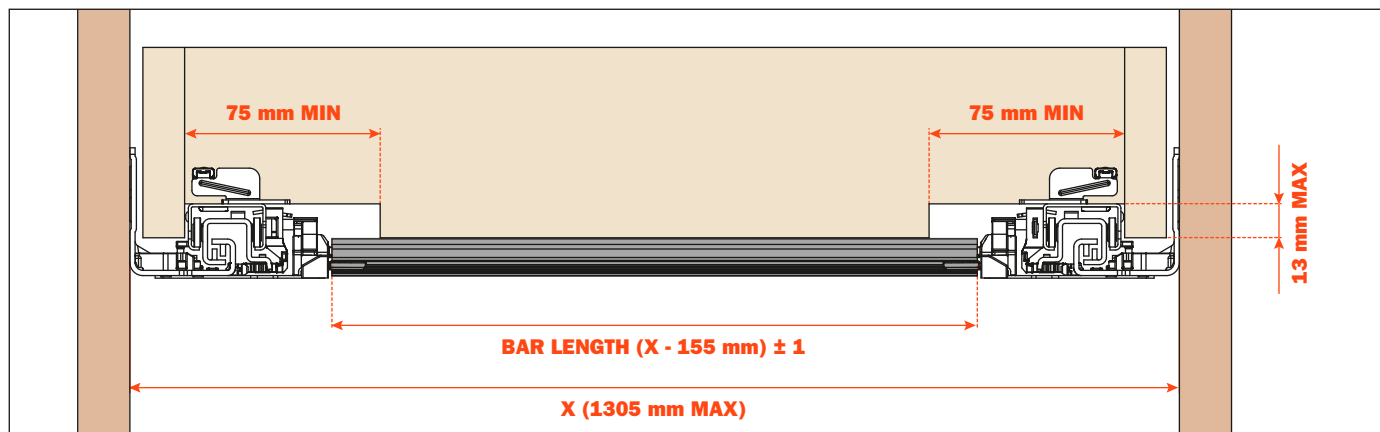 75 mm MIN
75 mm MIN
13 mm MAX
BAR LENGTH (X - 155 mm) ± 1
X (1305 mm MAX)